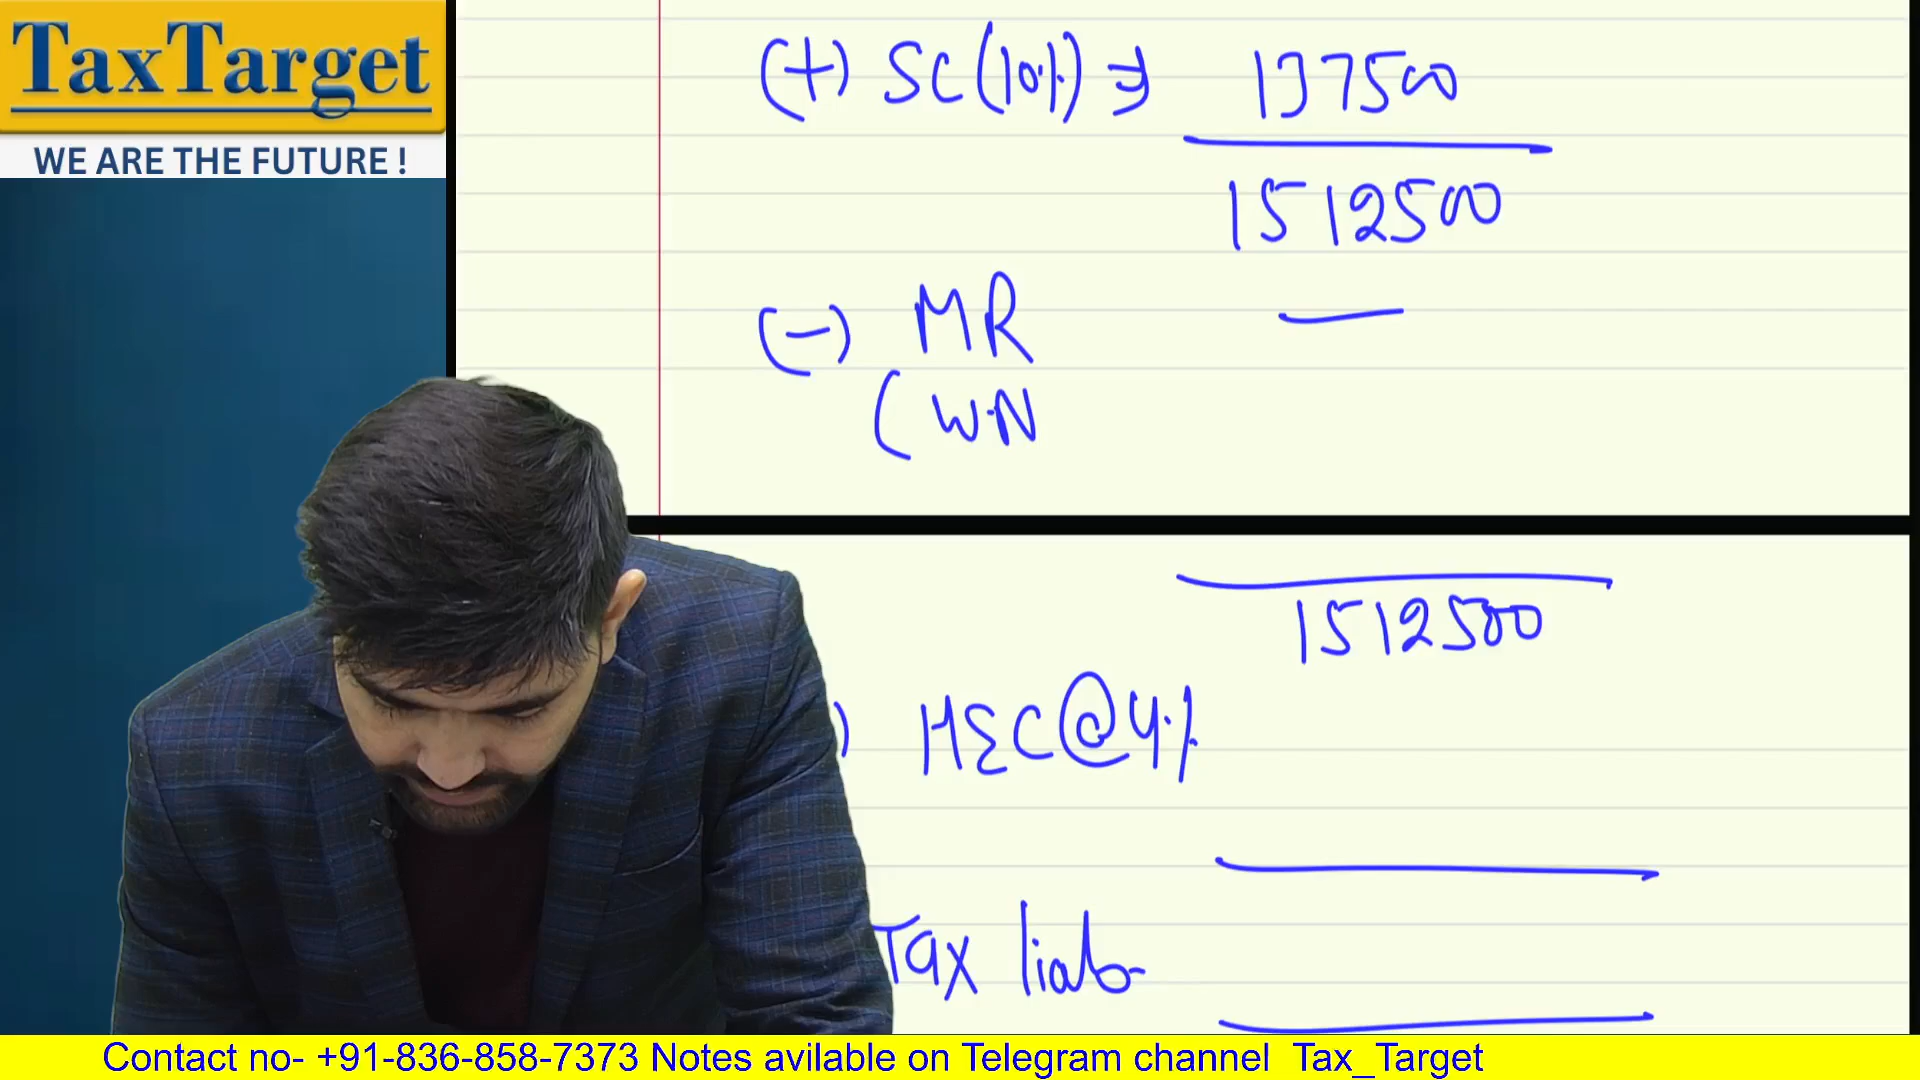 TaxTarget
WE ARE THE FUTURE !
(+) SC (10%) ⇒ 137500
1512500
(-) MR —
( W.N
1512500
) HEC @ 4%
Tax liab-
Contact no- +91-836-858-7373 Notes avilable on Telegram channel Tax_Target